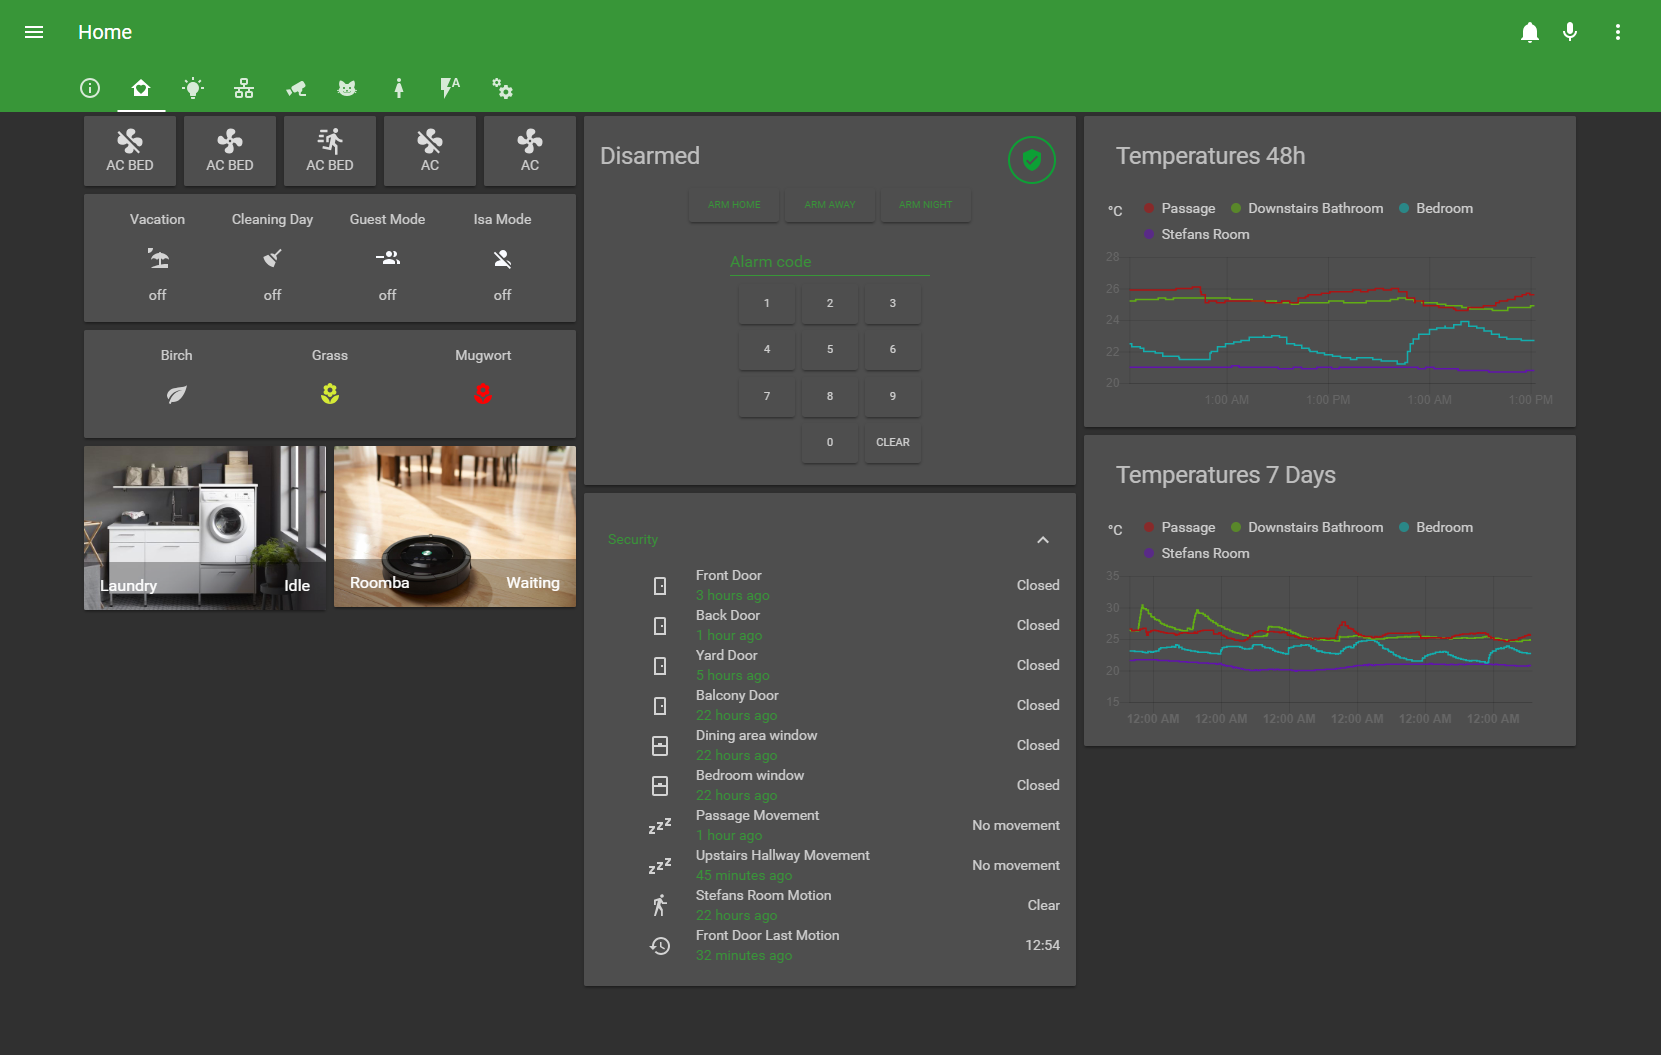 Home
A
AC BED
AC BED
AC BED
AC
AC
Vacation Cleaning Day Guest Mode Isa Mode
off off off off
Birch Grass Mugwort
Laundry Idle
Roomba Waiting
Disarmed
ARM HOME ARM AWAY ARM NIGHT
Alarm code
1 2 3
4 5 6
7 8 9
0 CLEAR
Security
Front Door
3 hours ago
Closed
Back Door
1 hour ago
Closed
Yard Door
5 hours ago
Closed
Balcony Door
22 hours ago
Closed
Dining area window
22 hours ago
Closed
Bedroom window
22 hours ago
Closed
Passage Movement
1 hour ago
No movement
Upstairs Hallway Movement
45 minutes ago
No movement
Stefans Room Motion
22 hours ago
Clear
Front Door Last Motion
32 minutes ago
12:54
Temperatures 48h
°C Passage Downstairs Bathroom Bedroom
Stefans Room
28
26
24
22
20
1:00 AM 1:00 PM 1:00 AM 1:00 PM
Temperatures 7 Days
°C Passage Downstairs Bathroom Bedroom
Stefans Room
35
30
25
20
15
12:00 AM 12:00 AM 12:00 AM 12:00 AM 12:00 AM 12:00 AM